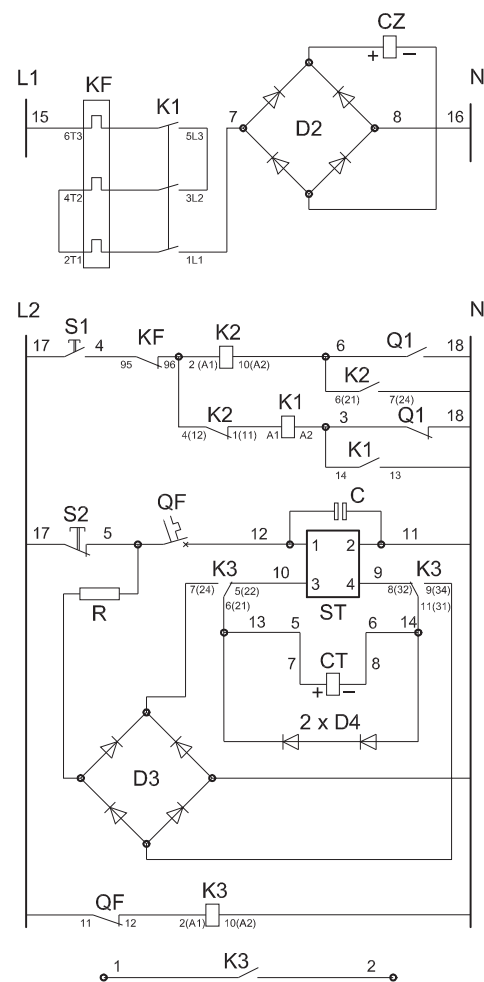 CZ
+ −
L1 KF N
15 K1 7 8 16
D2
6T3 5L3
4T2 3L2
2T1 1L1
L2 N
17 S1 4 KF K2 6 Q1 18
95 96 2 (A1) 10(A2)
K2
6(21) 7(24)
K2 K1 3 Q1 18
4(12) 1(11) A1 A2
K1
14 13
QF C
17 S2 5 12 11
1 2
K3 10 3 4 9 K3
7(24) 5(22) 8(32) 9(34)
6(21) 11(31)
R ST
13 5 6 14
7 CT 8
+ −
2 x D4
D3
QF K3
11 12 2(A1) 10(A2)
1 K3 2